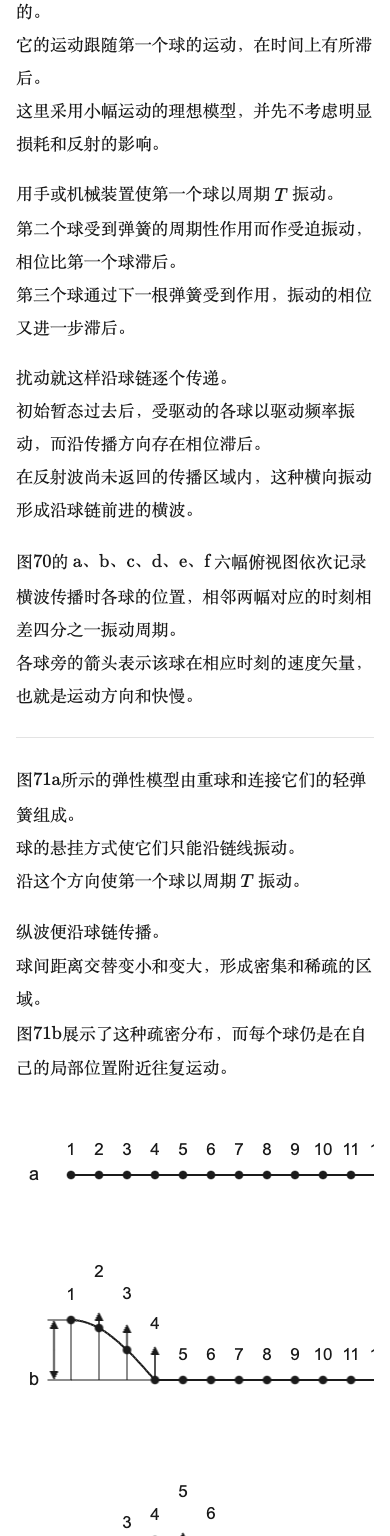 的。
它的运动跟随第一个球的运动，在时间上有所滞
后。
这里采用小幅运动的理想模型，并先不考虑明显
损耗和反射的影响。
用手或机械装置使第一个球以周期 T 振动。
第二个球受到弹簧的周期性作用而作受迫振动，
相位比第一个球滞后。
第三个球通过下一根弹簧受到作用，振动的相位
又进一步滞后。
扰动就这样沿球链逐个传递。
初始暂态过去后，受驱动的各球以驱动频率振
动，而沿传播方向存在相位滞后。
在反射波尚未返回的传播区域内，这种横向振动
形成沿球链前进的横波。
图70的 a、b、c、d、e、f 六幅俯视图依次记录
横波传播时各球的位置，相邻两幅对应的时刻相
差四分之一振动周期。
各球旁的箭头表示该球在相应时刻的速度矢量，
也就是运动方向和快慢。
图71a所示的弹性模型由重球和连接它们的轻弹
簧组成。
球的悬挂方式使它们只能沿链线振动。
沿这个方向使第一个球以周期 T 振动。
纵波便沿球链传播。
球间距离交替变小和变大，形成密集和稀疏的区
域。
图71b展示了这种疏密分布，而每个球仍是在自
己的局部位置附近往复运动。
1 2 3 4 5 6 7 8 9 10 11
a
2
1 3
4
5 6 7 8 9 10 11
b
5
3 4 6